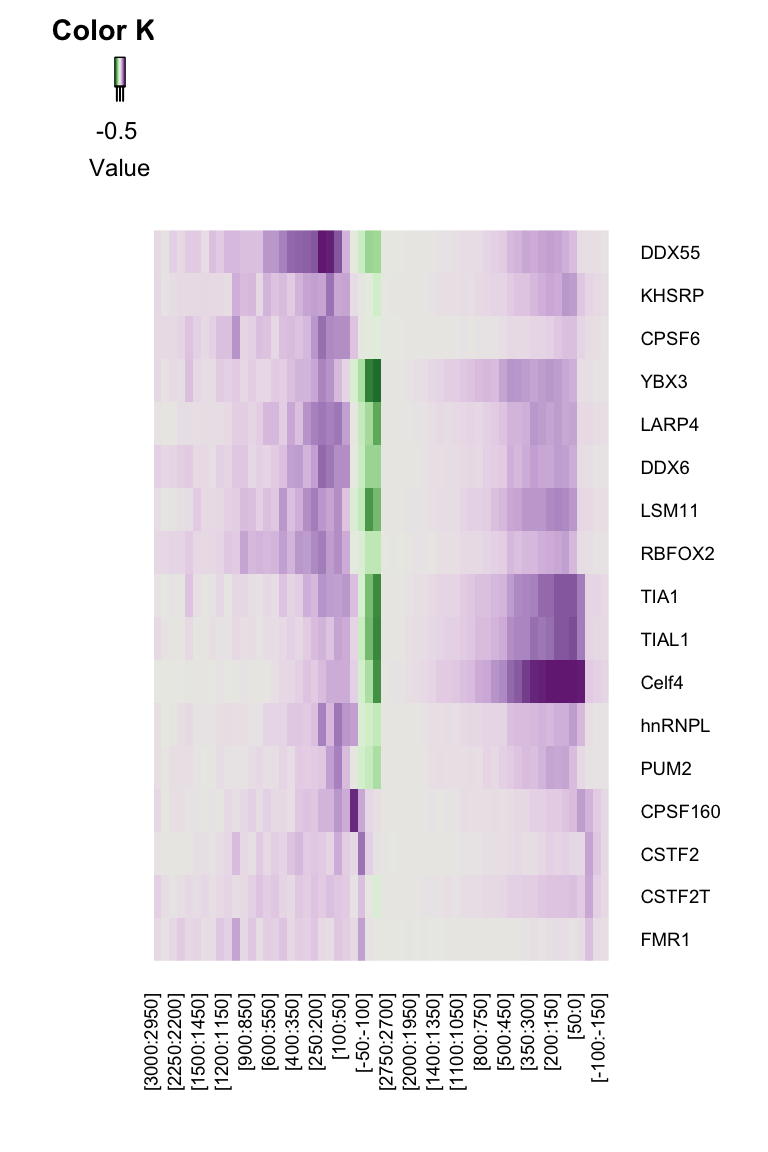 Color K
-0.5
Value
DDX55
KHSRP
CPSF6
YBX3
LARP4
DDX6
LSM11
RBFOX2
TIA1
TIAL1
Celf4
hnRNPL
PUM2
CPSF160
CSTF2
CSTF2T
FMR1
[3000:2950]
[2250:2200]
[1500:1450]
[1200:1150]
[900:850]
[600:550]
[400:350]
[250:200]
[100:50]
[-50:-100]
[2750:2700]
[2000:1950]
[1400:1350]
[1100:1050]
[800:750]
[500:450]
[350:300]
[200:150]
[50:0]
[-100:-150]